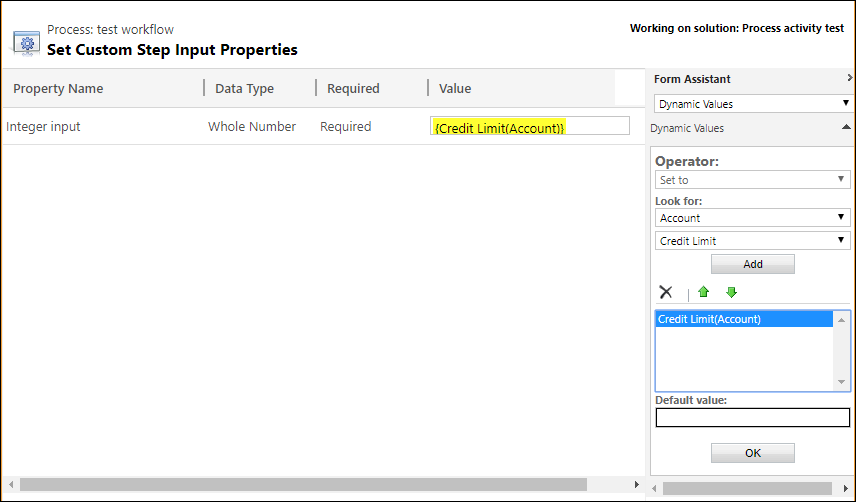 Process: test workflow
Set Custom Step Input Properties
Working on solution: Process activity test
Property Name Data Type Required Value
Integer input Whole Number Required {Credit Limit(Account)}
Form Assistant
Dynamic Values
Dynamic Values
Operator:
Set to
Look for:
Account
Credit Limit
Add
Credit Limit(Account)
Default value:
OK